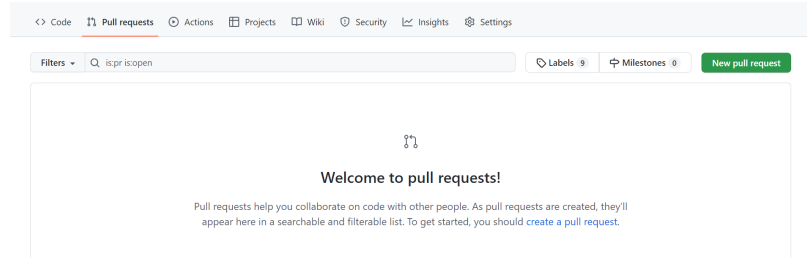 Code Pull requests Actions Projects Wiki Security Insights Settings
Filters is:pr is:open Labels 9 Milestones 0 New pull request
Welcome to pull requests!
Pull requests help you collaborate on code with other people. As pull requests are created, they'll
appear here in a searchable and filterable list. To get started, you should create a pull request.